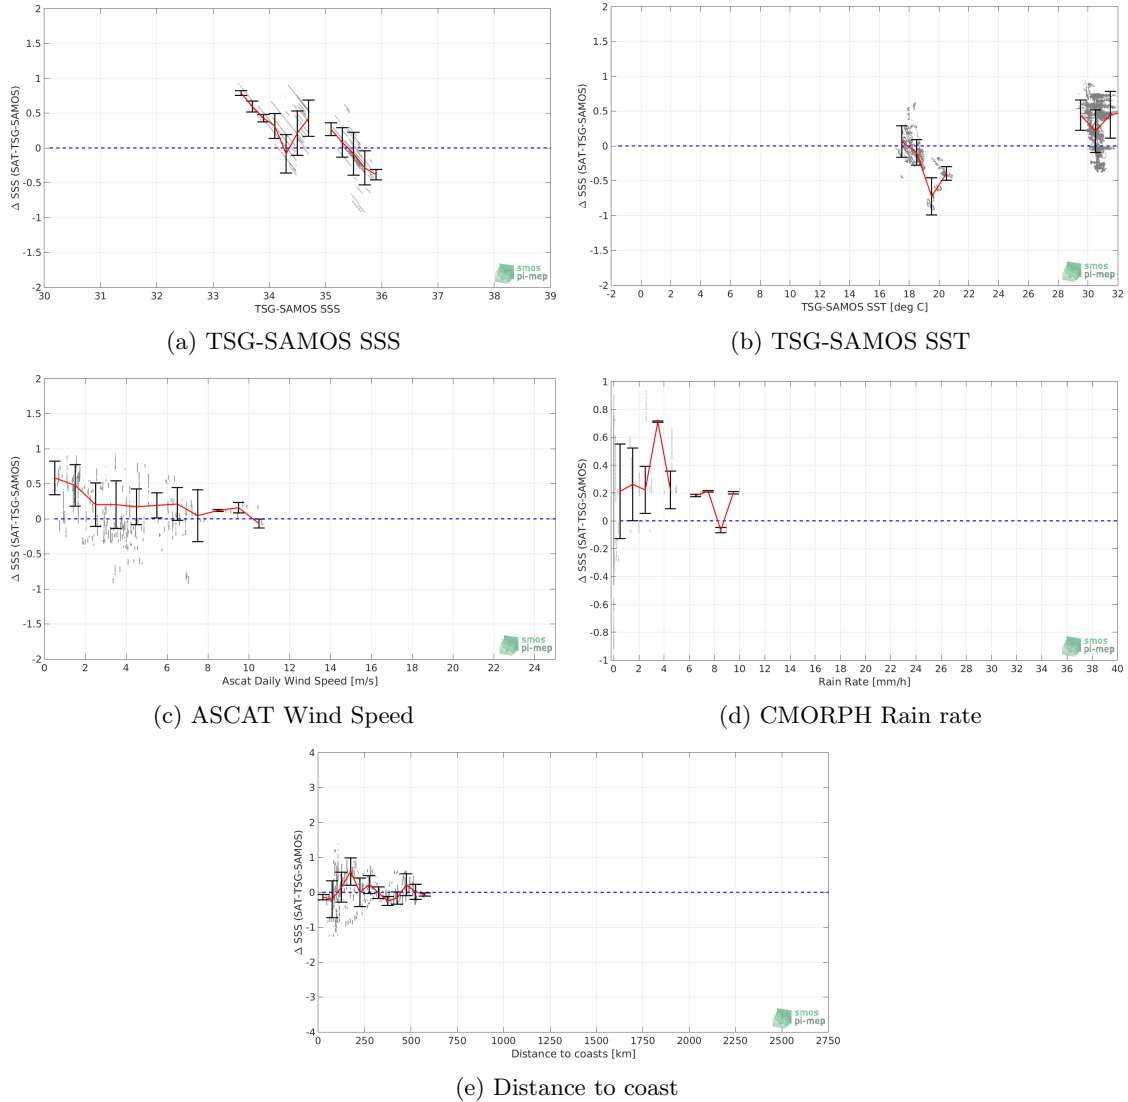 2
1.5
1
0.5
0
-0.5
-1
-1.5
-2
Δ SSS (SAT-TSG-SAMOS)
30 31 32 33 34 35 36 37 38 39
TSG-SAMOS SSS
smos
pi-mep
(a) TSG-SAMOS SSS
2
1.5
1
0.5
0
-0.5
-1
-1.5
-2
Δ SSS (SAT-TSG-SAMOS)
-2 0 2 4 6 8 10 12 14 16 18 20 22 24 26 28 30 32
TSG-SAMOS SST [deg C]
smos
pi-mep
(b) TSG-SAMOS SST
2
1.5
1
0.5
0
-0.5
-1
-1.5
-2
Δ SSS (SAT-TSG-SAMOS)
0 2 4 6 8 10 12 14 16 18 20 22 24
Ascat Daily Wind Speed [m/s]
smos
pi-mep
(c) ASCAT Wind Speed
1
0.8
0.6
0.4
0.2
0
-0.2
-0.4
-0.6
-0.8
-1
Δ SSS (SAT-TSG-SAMOS)
0 2 4 6 8 10 12 14 16 18 20 22 24 26 28 30 32 34 36 38 40
Rain Rate [mm/h]
smos
pi-mep
(d) CMORPH Rain rate
4
3
2
1
0
-1
-2
-3
-4
Δ SSS (SAT-TSG-SAMOS)
0 250 500 750 1000 1250 1500 1750 2000 2250 2500 2750
Distance to coasts [km]
smos
pi-mep
(e) Distance to coast